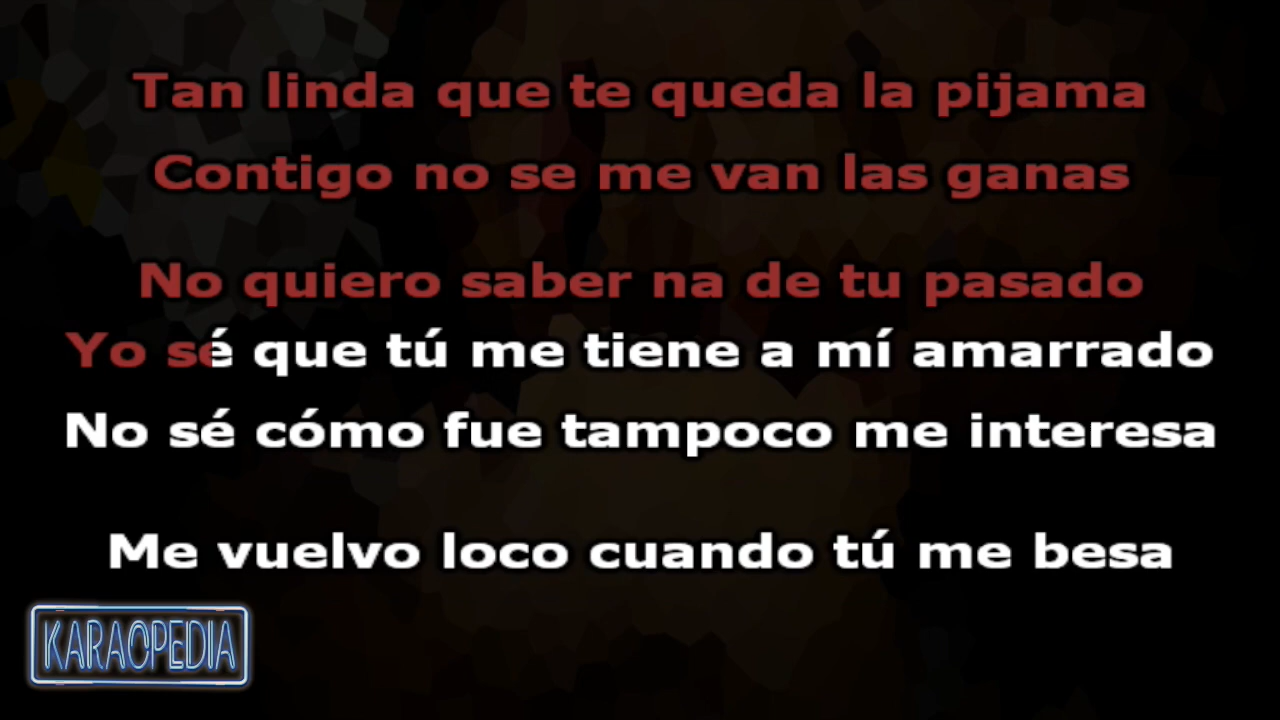 Tan linda que te queda la pijama
Contigo no se me van las ganas
No quiero saber na de tu pasado
Yo sé que tú me tiene a mí amarrado
No sé cómo fue tampoco me interesa
Me vuelvo loco cuando tú me besa
KARAOPEDIA